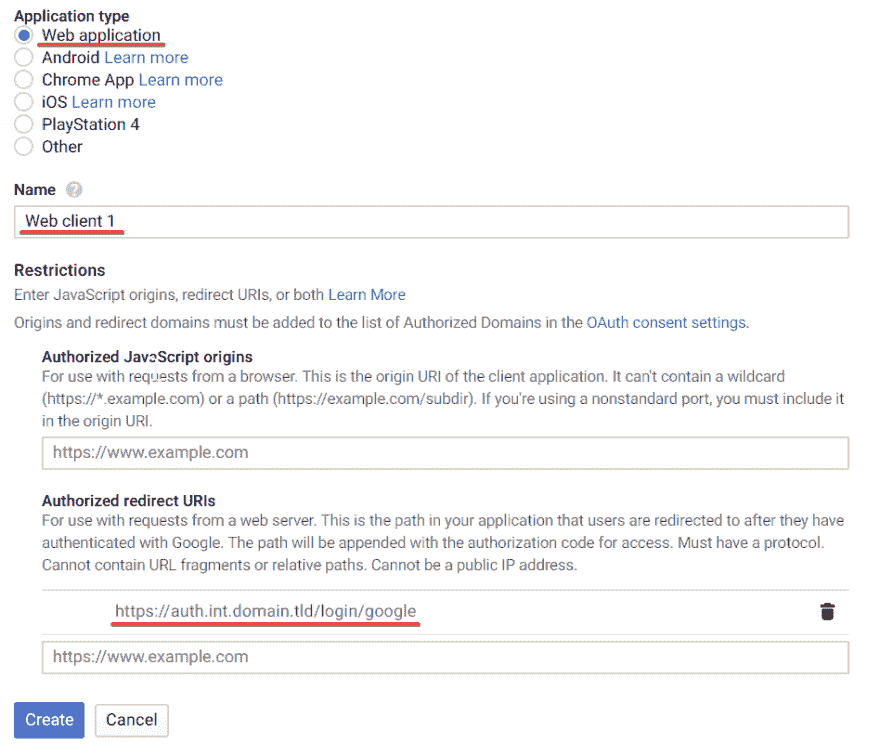 Application type
Web application
Android Learn more
Chrome App Learn more
iOS Learn more
PlayStation 4
Other
Name
Web client 1
Restrictions
Enter JavaScript origins, redirect URIs, or both Learn More
Origins and redirect domains must be added to the list of Authorized Domains in the OAuth consent settings.
Authorized JavaScript origins
For use with requests from a browser. This is the origin URI of the client application. It can't contain a wildcard
(https://*.example.com) or a path (https://example.com/subdir). If you're using a nonstandard port, you must include it
in the origin URI.
https://www.example.com
Authorized redirect URIs
For use with requests from a web server. This is the path in your application that users are redirected to after they have
authenticated with Google. The path will be appended with the authorization code for access. Must have a protocol.
Cannot contain URL fragments or relative paths. Cannot be a public IP address.
https://auth.int.domain.tld/login/google
https://www.example.com
Create Cancel